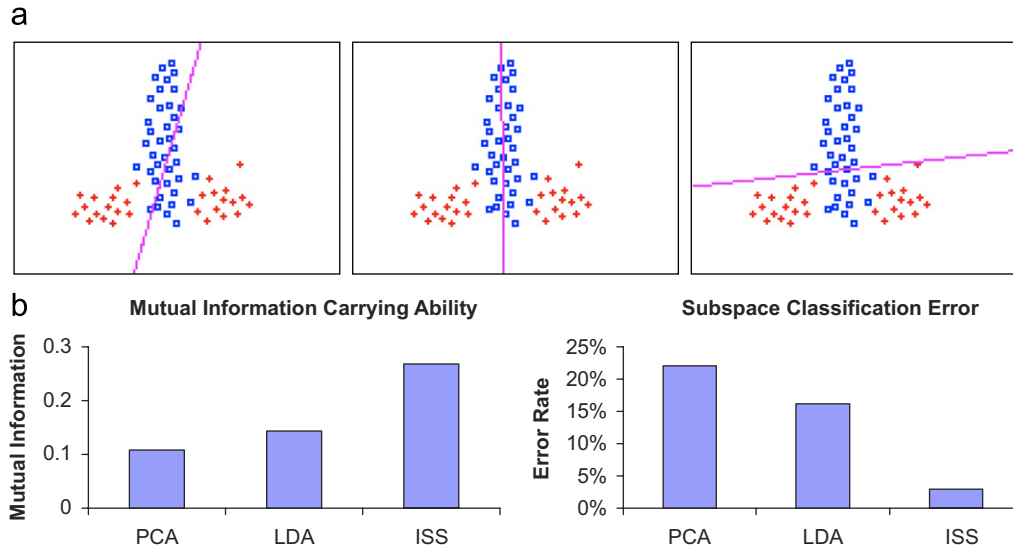 a
b
Mutual Information Carrying Ability
Mutual Information
0.3
0.2
0.1
0
PCA LDA ISS
Subspace Classification Error
Error Rate
25%
20%
15%
10%
5%
0%
PCA LDA ISS